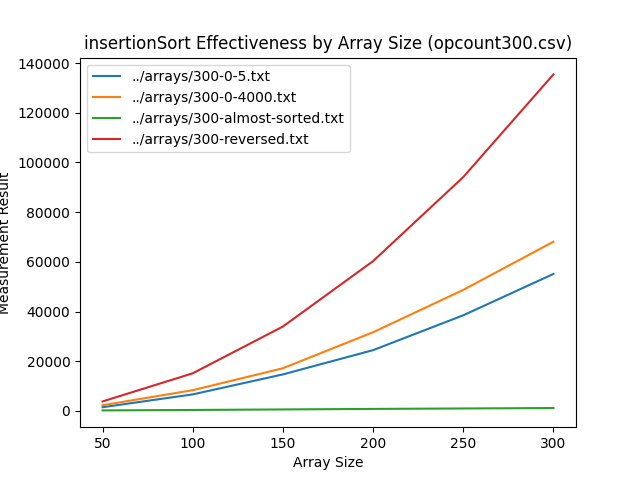 insertionSort Effectiveness by Array Size (opcount300.csv)
../arrays/300-0-5.txt
../arrays/300-0-4000.txt
../arrays/300-almost-sorted.txt
../arrays/300-reversed.txt
140000
120000
100000
80000
60000
40000
20000
0
Measurement Result
50 100 150 200 250 300
Array Size